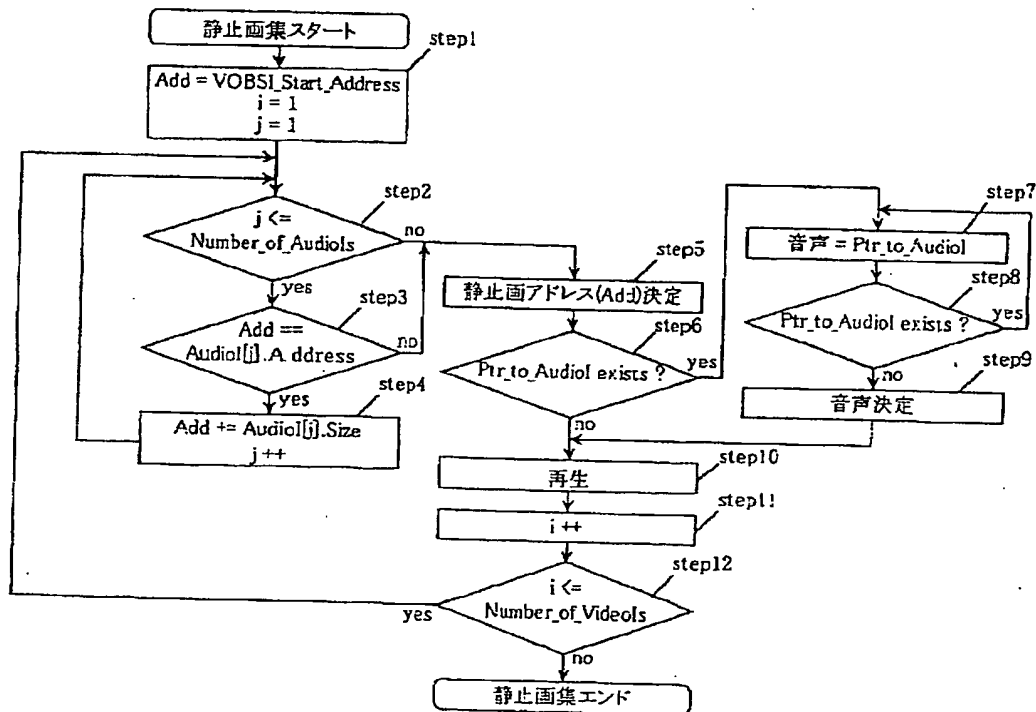 静止画集スタート
step1
Add = VOBSI_Start_Address
i = 1
j = 1
step2
j <=
Number_of_AudioIs
no
yes
step3
Add ==
AudioI[j].Address
no
yes
step4
Add += AudioI[j].Size
j ++
step5
静止画アドレス(Add)決定
step6
Ptr_to_AudioI exists ?
yes
no
step7
音声 = Ptr_to_AudioI
step8
Ptr_to_AudioI exists ?
yes
no
step9
音声決定
step10
再生
step11
i ++
step12
i <=
Number_of_VideoIs
yes
no
静止画集エンド